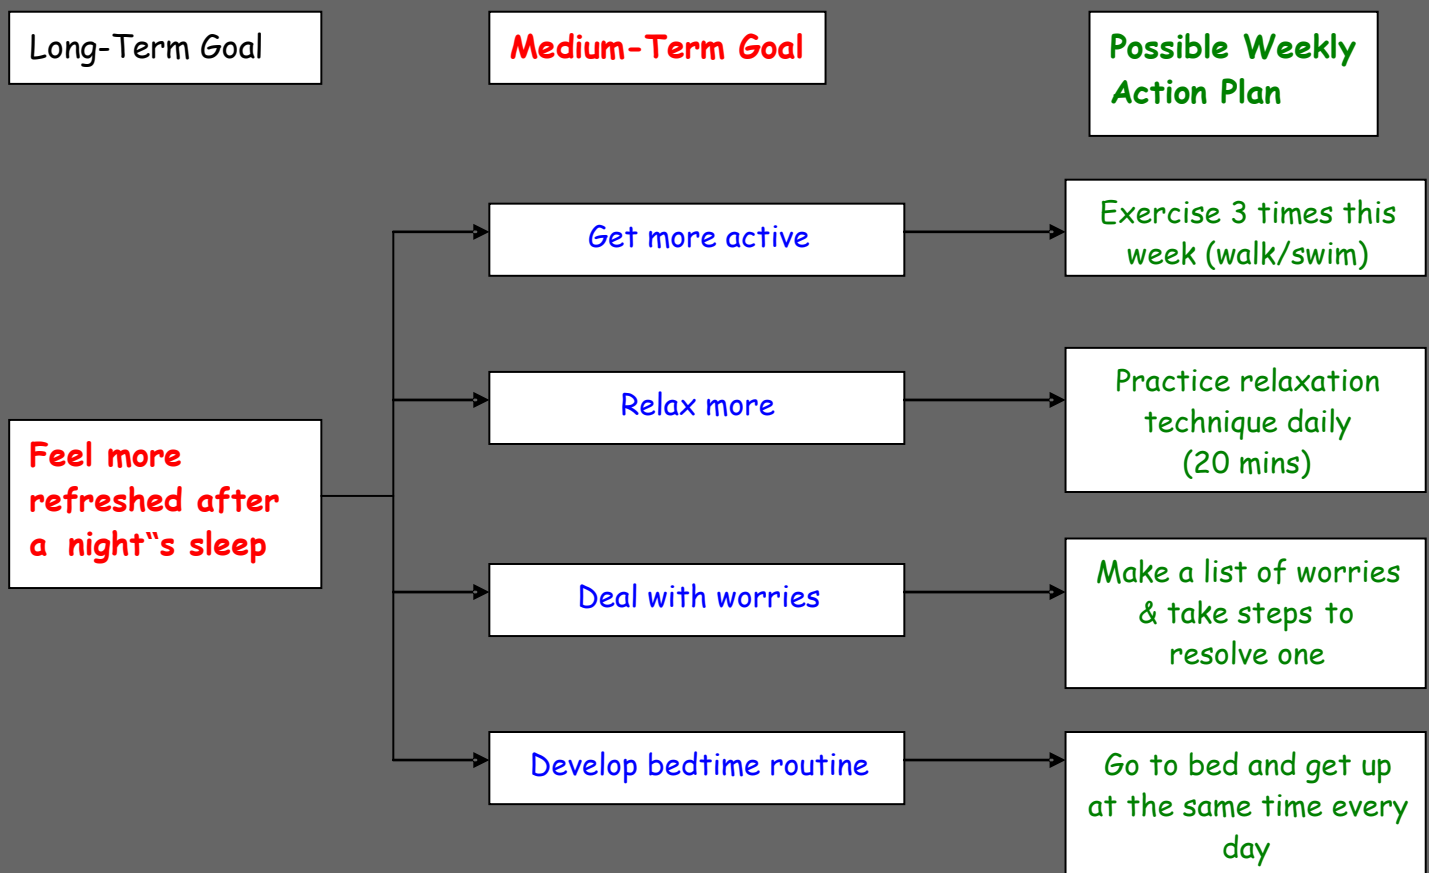 Long-Term Goal
Medium-Term Goal
Possible Weekly
Action Plan
Feel more
refreshed after
a night“s sleep
Get more active
Exercise 3 times this
week (walk/swim)
Relax more
Practice relaxation
technique daily
(20 mins)
Deal with worries
Make a list of worries
& take steps to
resolve one
Develop bedtime routine
Go to bed and get up
at the same time every
day